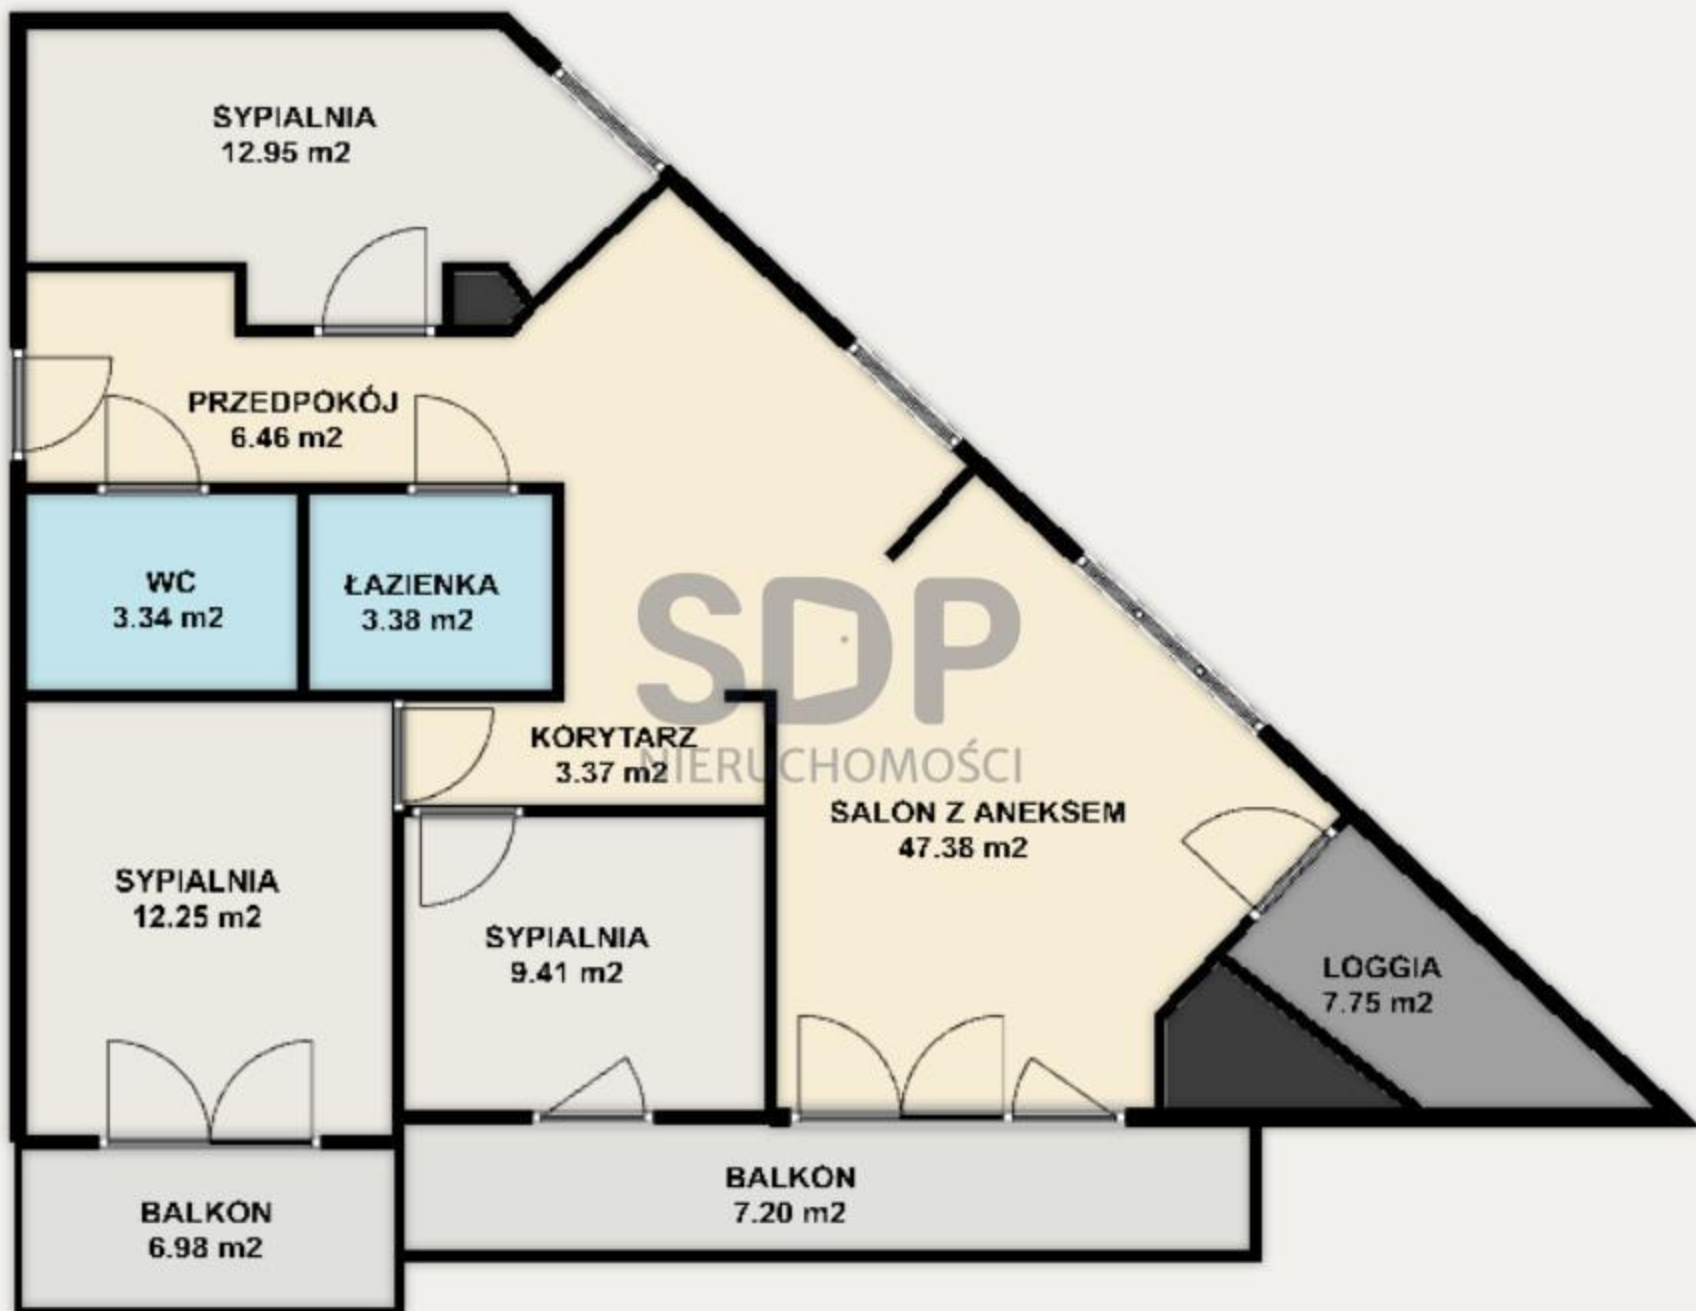 SYPIALNIA
12.95 m2
PRZEDPOKÓJ
6.46 m2
WC
3.34 m2
ŁAZIENKA
3.38 m2
SDP
NIERUCHOMOŚCI
KORYTARZ
3.37 m2
SALON Z ANEKSEM
47.38 m2
SYPIALNIA
12.25 m2
SYPIALNIA
9.41 m2
LOGGIA
7.75 m2
BALKON
7.20 m2
BALKON
6.98 m2